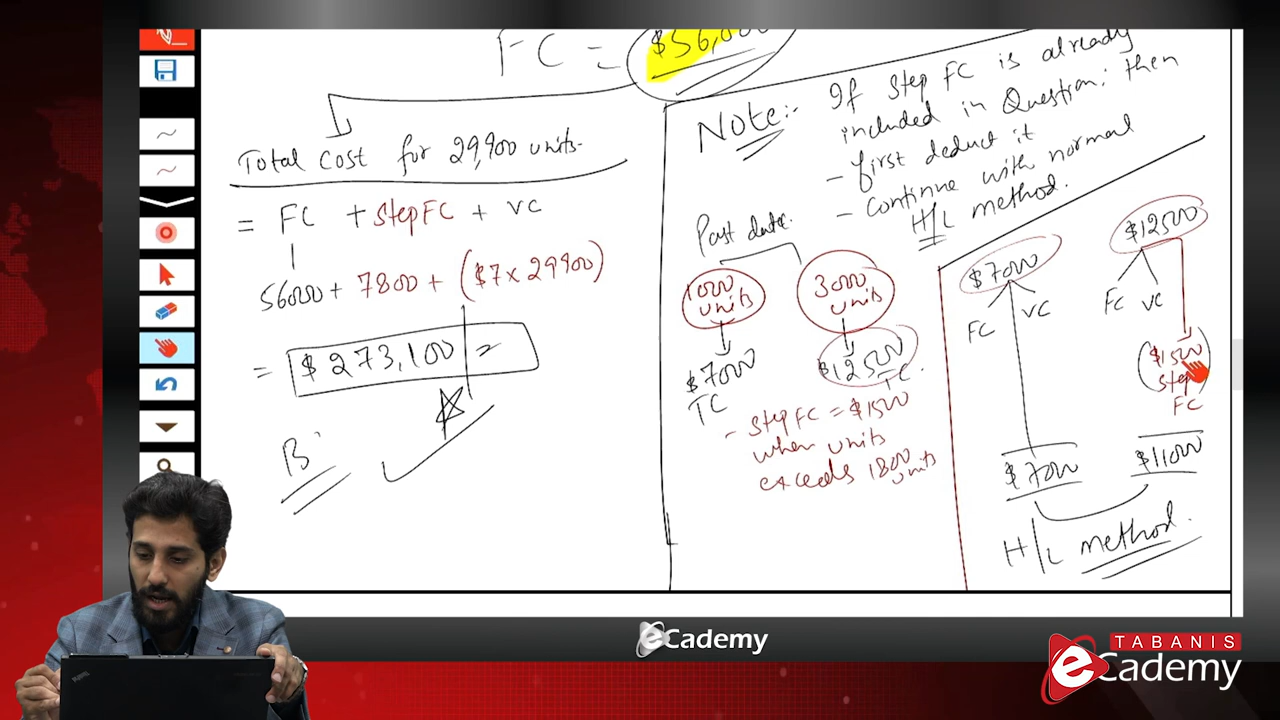 FC = $56,000
Total Cost for 29,900 units-
= FC + Step FC + VC
56000 + 7800 + ($7 x 29900)
= $ 273,100 =
B
Note:- If Step FC is already
included in Question: then
- first deduct it
- Continue with normal
H/L method.
Past data.
1000
units
3000
units
$7000
TC
$12500
TC.
- Step FC = $1500
when units
exceeds 1800
units
$7000
FC VC
$12500
FC VC
($1500
Step
FC)
$7000
$11000
H/L method.
eCademy
TABANIS
eCademy